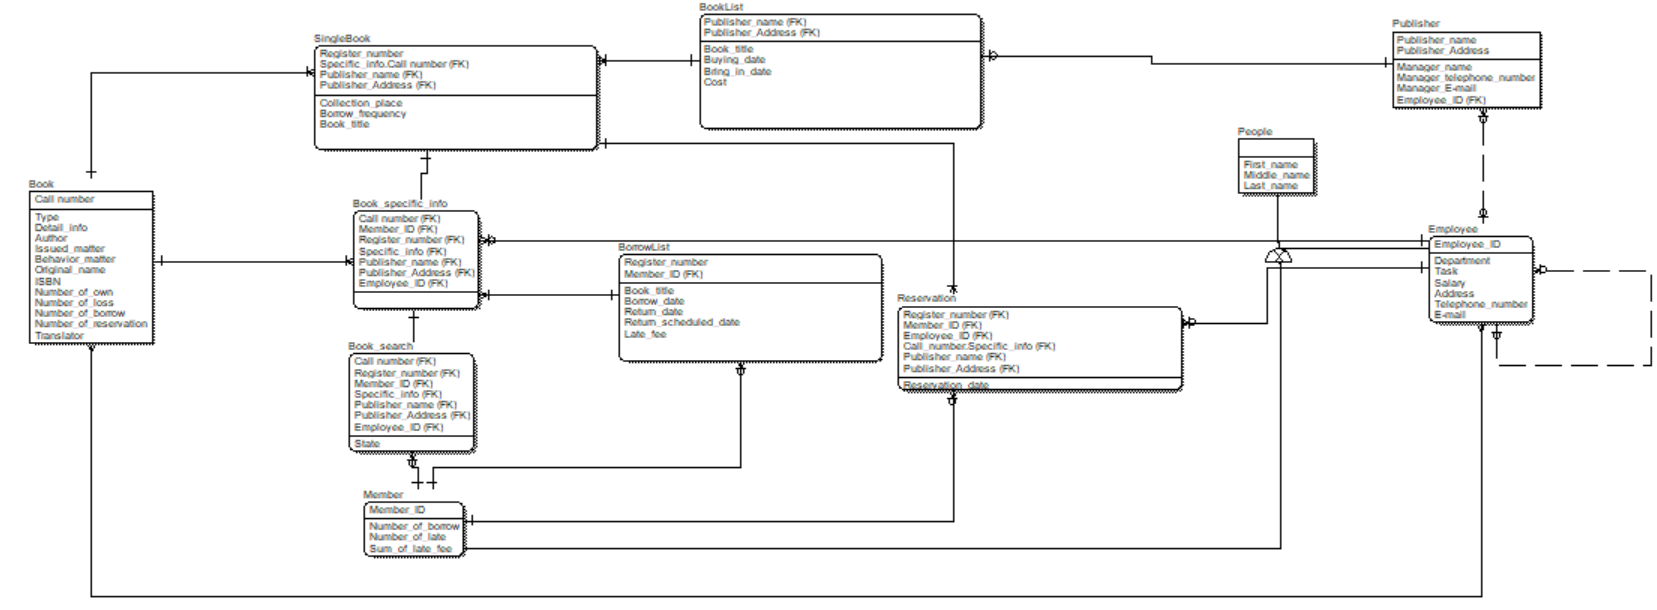 BookList
Publisher_name (FK)
Publisher_Address (FK)
Book_title
Buying_date
Bring_in_date
Cost
Publisher
Publisher_name
Publisher_Address
Manager_name
Manager_telephone_number
Manager_E-mail
Employee_ID (FK)
SingleBook
Register_number
Specific_info.Call number (FK)
Publisher_name (FK)
Publisher_Address (FK)
Collection_place
Borrow_frequency
Book_title
People
First_name
Middle_name
Last_name
Book
Call number
Type
Detail_info
Author
Issued_matter
Behavior_matter
Original_name
ISBN
Number_of_own
Number_of_loss
Number_of_borrow
Number_of_reservation
Translator
Book_specific_info
Call number (FK)
Member_ID (FK)
Register_number (FK)
Specific_info (FK)
Publisher_name (FK)
Publisher_Address (FK)
Employee_ID (FK)
BorrowList
Register_number
Member_ID (FK)
Book_title
Borrow_date
Return_date
Return_scheduled_date
Late_fee
Employee
Employee_ID
Department
Task
Salary
Address
Telephone_number
E-mail
Reservation
Register_number (FK)
Member_ID (FK)
Employee_ID (FK)
Call_number.Specific_info (FK)
Publisher_name (FK)
Publisher_Address (FK)
Reservation_date
Book_search
Call number (FK)
Register_number (FK)
Member_ID (FK)
Specific_info (FK)
Publisher_name (FK)
Publisher_Address (FK)
Employee_ID (FK)
State
Member
Member_ID
Number_of_borrow
Number_of_late
Sum_of_late_fee